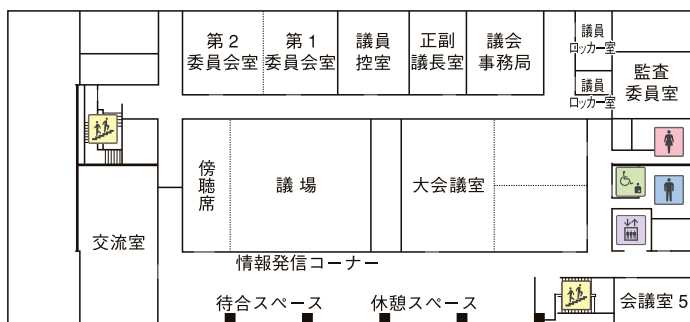 第２
委員会室
第１
委員会室
議員
控室
正副
議長室
議会
事務局
議員
ロッカー室
議員
ロッカー室
監査
委員室
傍聴席
議場
大会議室
交流室
情報発信コーナー
待合スペース
休憩スペース
会議室５